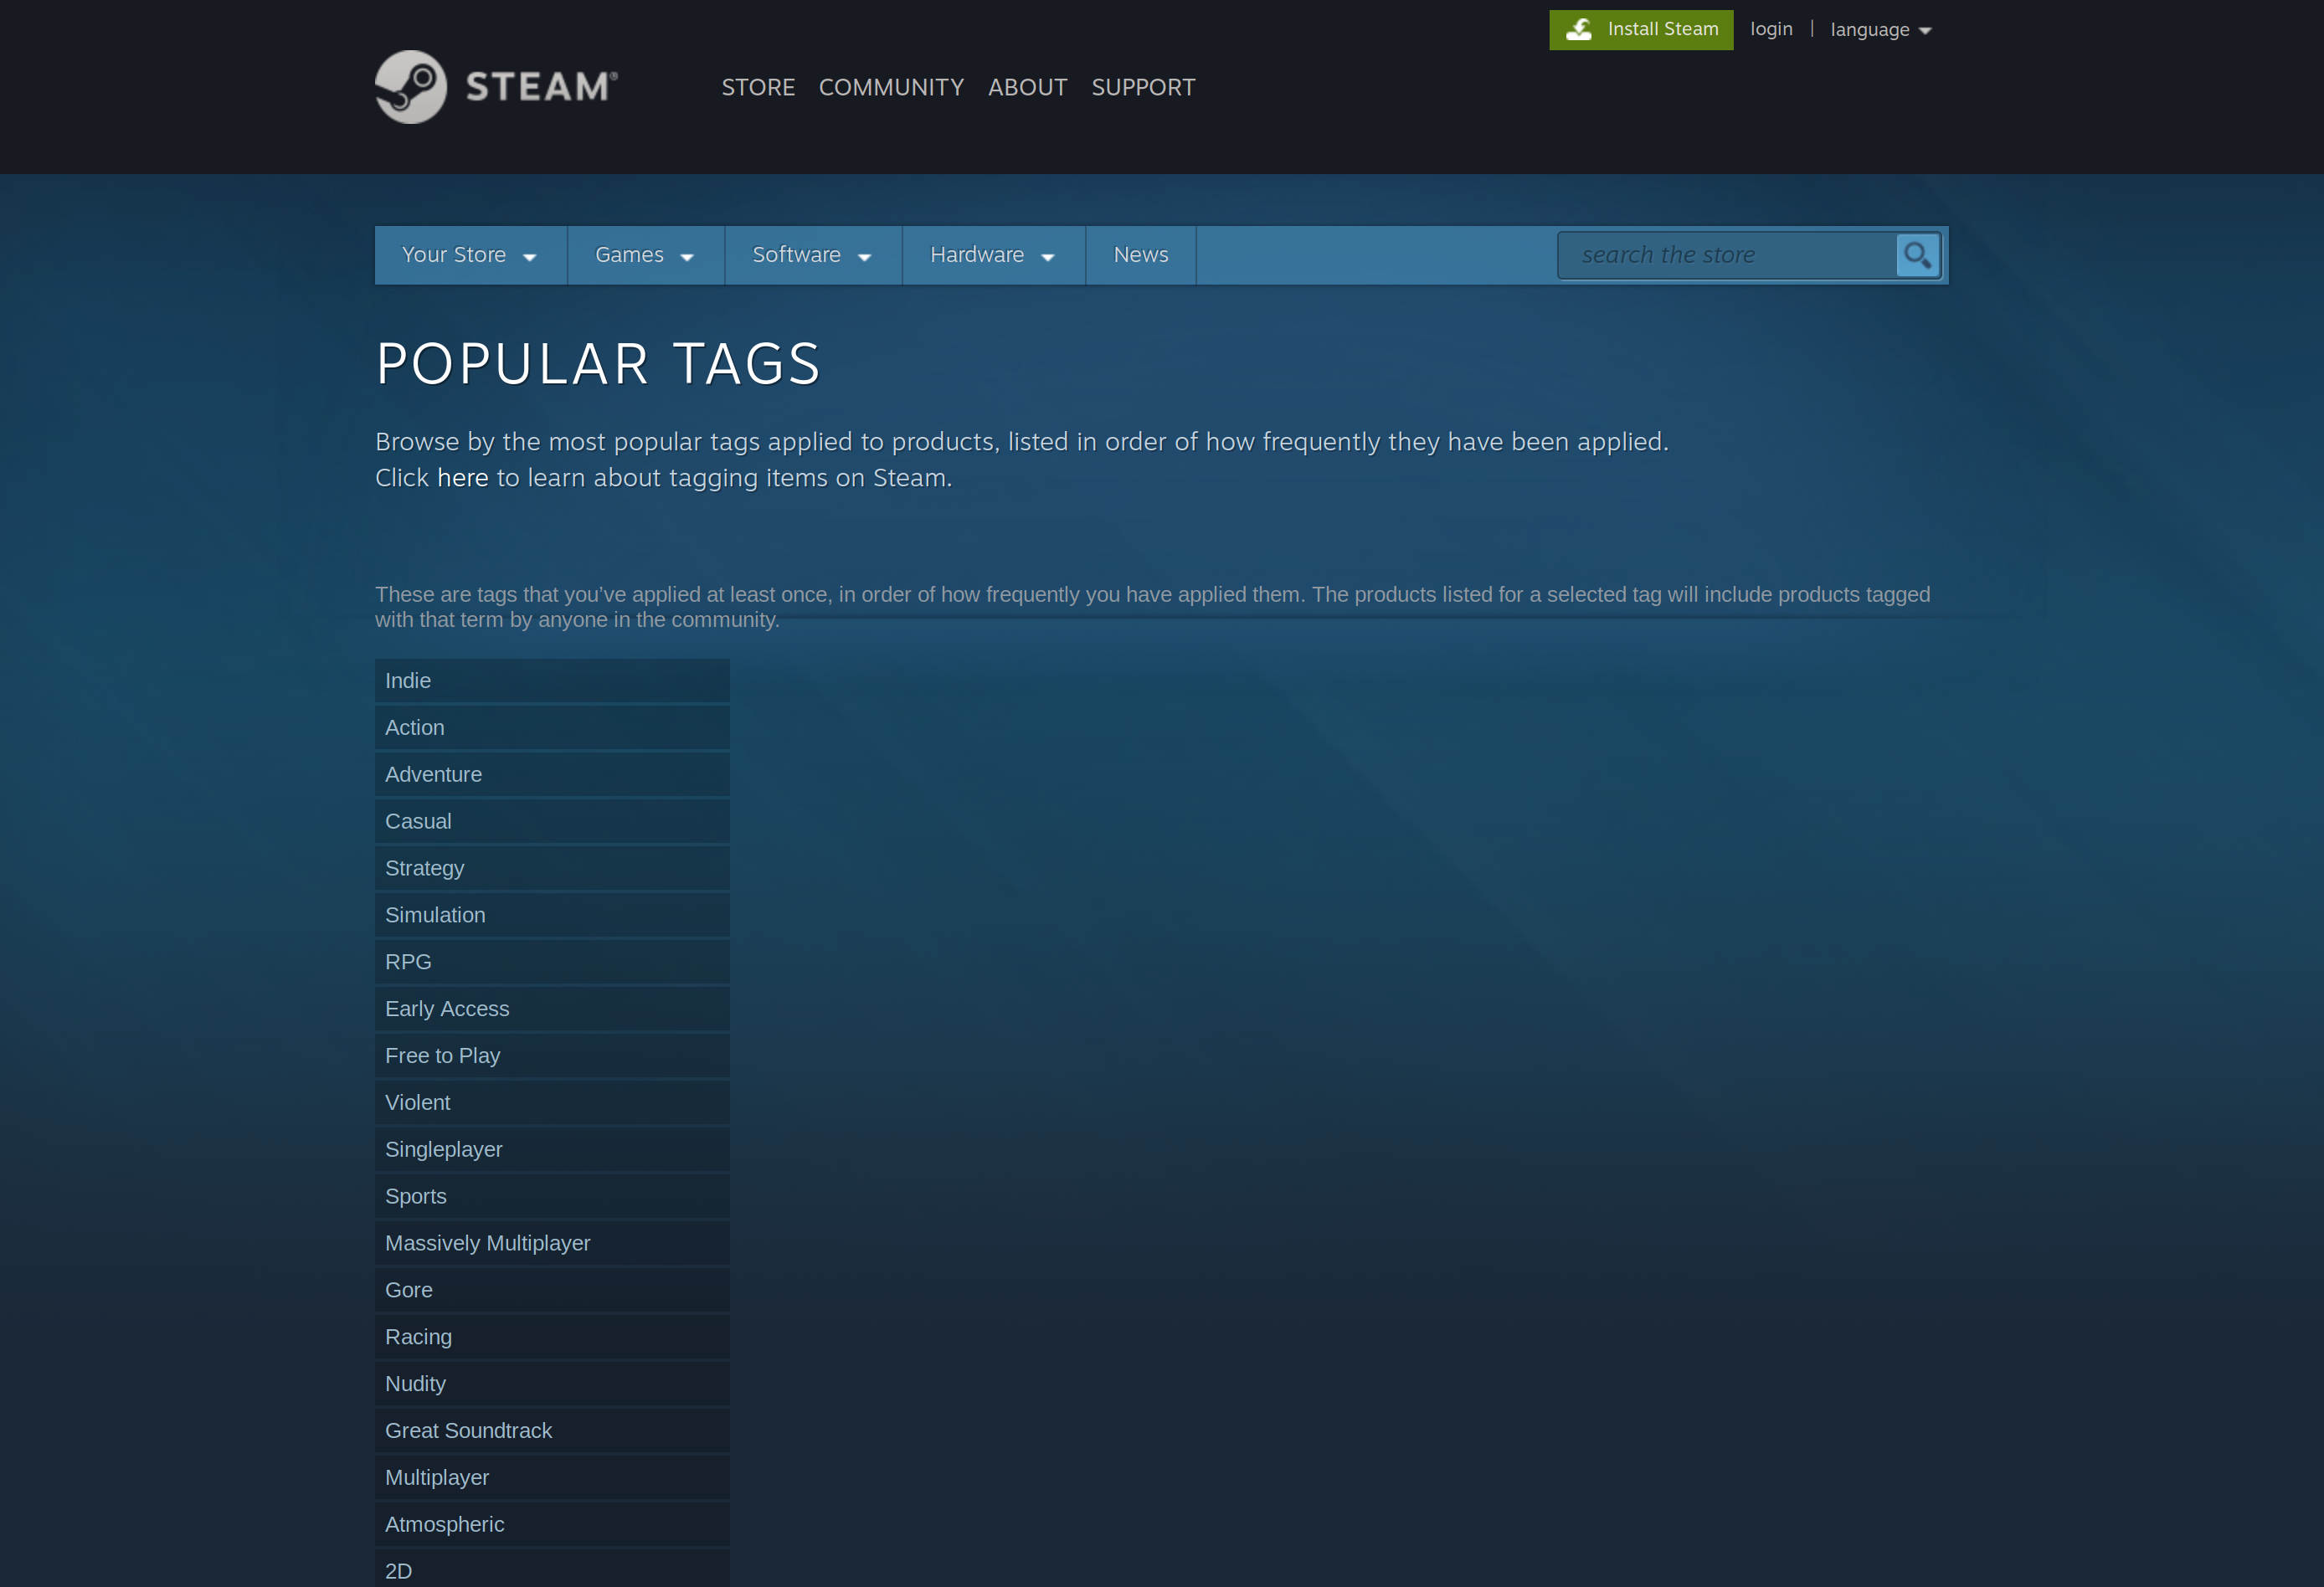 Install Steam login | language
STEAM®
STORE COMMUNITY ABOUT SUPPORT
Your Store Games Software Hardware News search the store
POPULAR TAGS
Browse by the most popular tags applied to products, listed in order of how frequently they have been applied.
Click here to learn about tagging items on Steam.
These are tags that you've applied at least once, in order of how frequently you have applied them. The products listed for a selected tag will include products tagged
with that term by anyone in the community.
Indie
Action
Adventure
Casual
Strategy
Simulation
RPG
Early Access
Free to Play
Violent
Singleplayer
Sports
Massively Multiplayer
Gore
Racing
Nudity
Great Soundtrack
Multiplayer
Atmospheric
2D